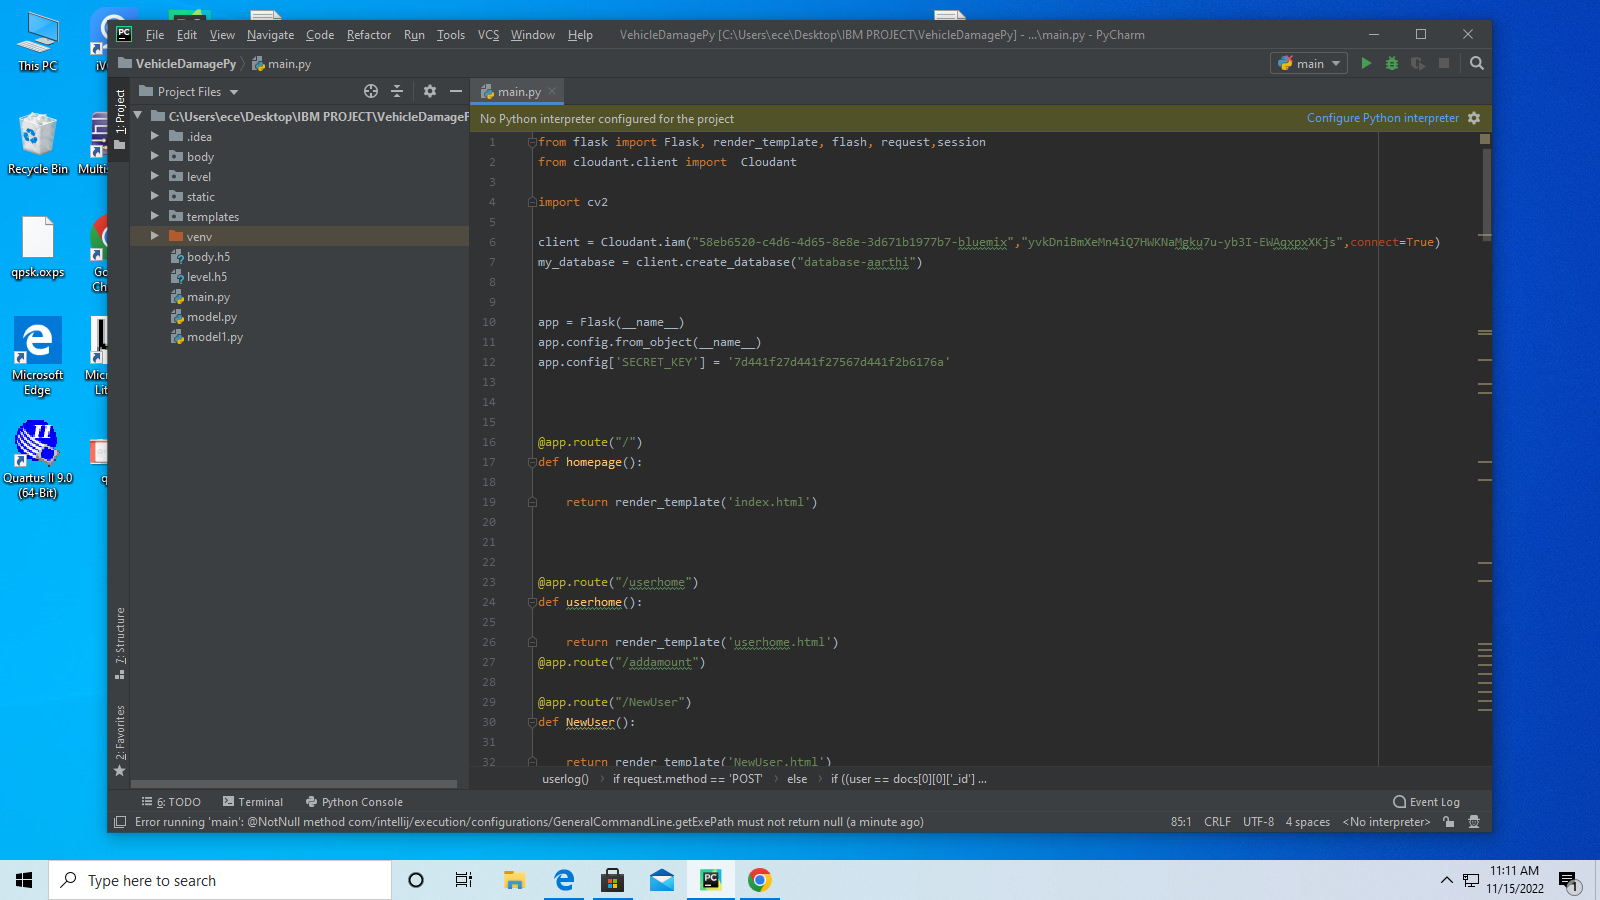 This PC
iV
Recycle Bin
Multis
qpsk.oxps
Go
Ch
Microsoft
Edge
Micr
Lit
II
Quartus II 9.0
(64-Bit)
q
PC
File Edit View Navigate Code Refactor Run Tools VCS Window Help VehicleDamagePy [C:\Users\ece\Desktop\IBM PROJECT\VehicleDamagePy] - ...\main.py - PyCharm
VehicleDamagePy main.py
main
Project Files
main.py
1: Project
7: Structure
2: Favorites
C:\Users\ece\Desktop\IBM PROJECT\VehicleDamageP
.idea
body
level
static
templates
venv
body.h5
level.h5
main.py
model.py
model1.py
No Python interpreter configured for the project Configure Python interpreter
1 from flask import Flask, render_template, flash, request,session
2 from cloudant.client import  Cloudant
3
4 import cv2
5
6 client = Cloudant.iam("58eb6520-c4d6-4d65-8e8e-3d671b1977b7-bluemix","yvkDniBmXeMn4iQ7HWKNaMgku7u-yb3I-EWAqxpxXKjs",connect=True)
7 my_database = client.create_database("database-aarthi")
8
9
10 app = Flask(__name__)
11 app.config.from_object(__name__)
12 app.config['SECRET_KEY'] = '7d441f27d441f27567d441f2b6176a'
13
14
15
16 @app.route("/")
17 def homepage():
18
19 return render_template('index.html')
20
21
22
23 @app.route("/userhome")
24 def userhome():
25
26 return render_template('userhome.html')
27 @app.route("/addamount")
28
29 @app.route("/NewUser")
30 def NewUser():
31
32 return render_template('NewUser.html')
userlog() if request.method == 'POST' else if ((user == docs[0][0]['_id'] ...
6: TODO Terminal Python Console Event Log
Error running 'main': @NotNull method com/intellij/execution/configurations/GeneralCommandLine.getExePath must not return null (a minute ago) 85:1 CRLF UTF-8 4 spaces <No interpreter>
Type here to search
PC
11:11 AM
11/15/2022
1